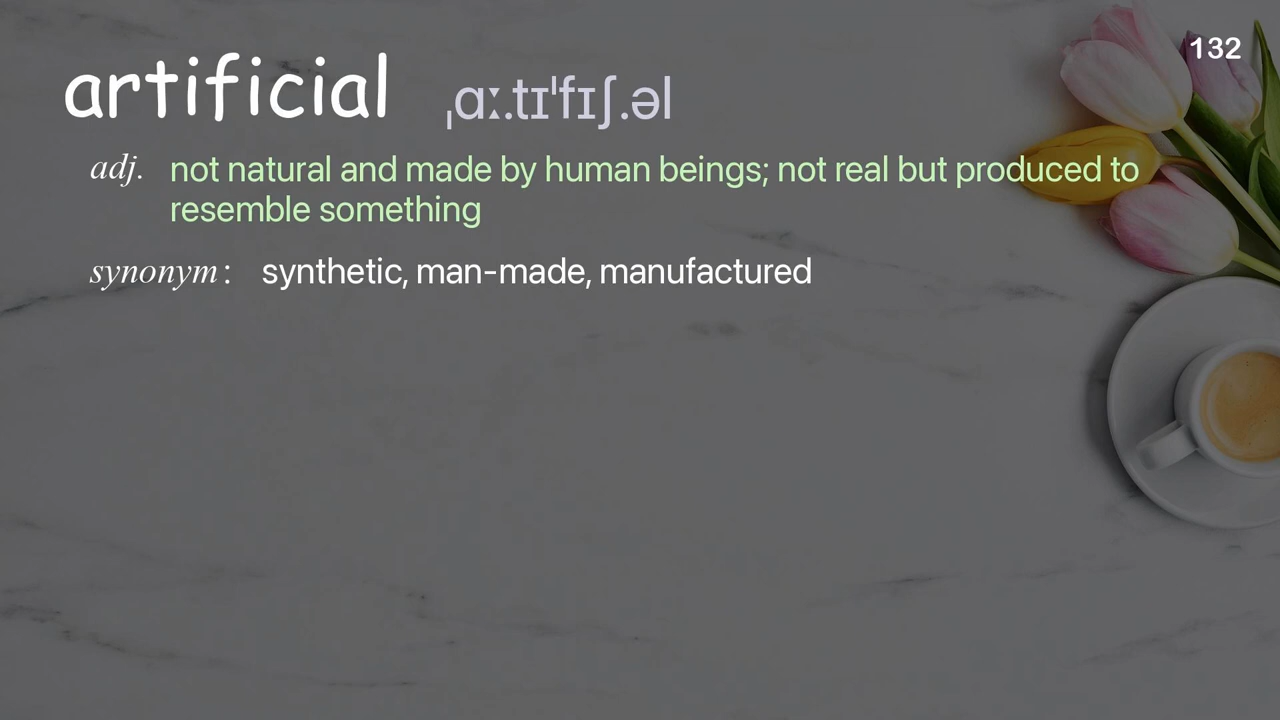 132
artificial ˌɑː.tɪˈfɪʃ.əl
adj. not natural and made by human beings; not real but produced to
resemble something
synonym: synthetic, man-made, manufactured